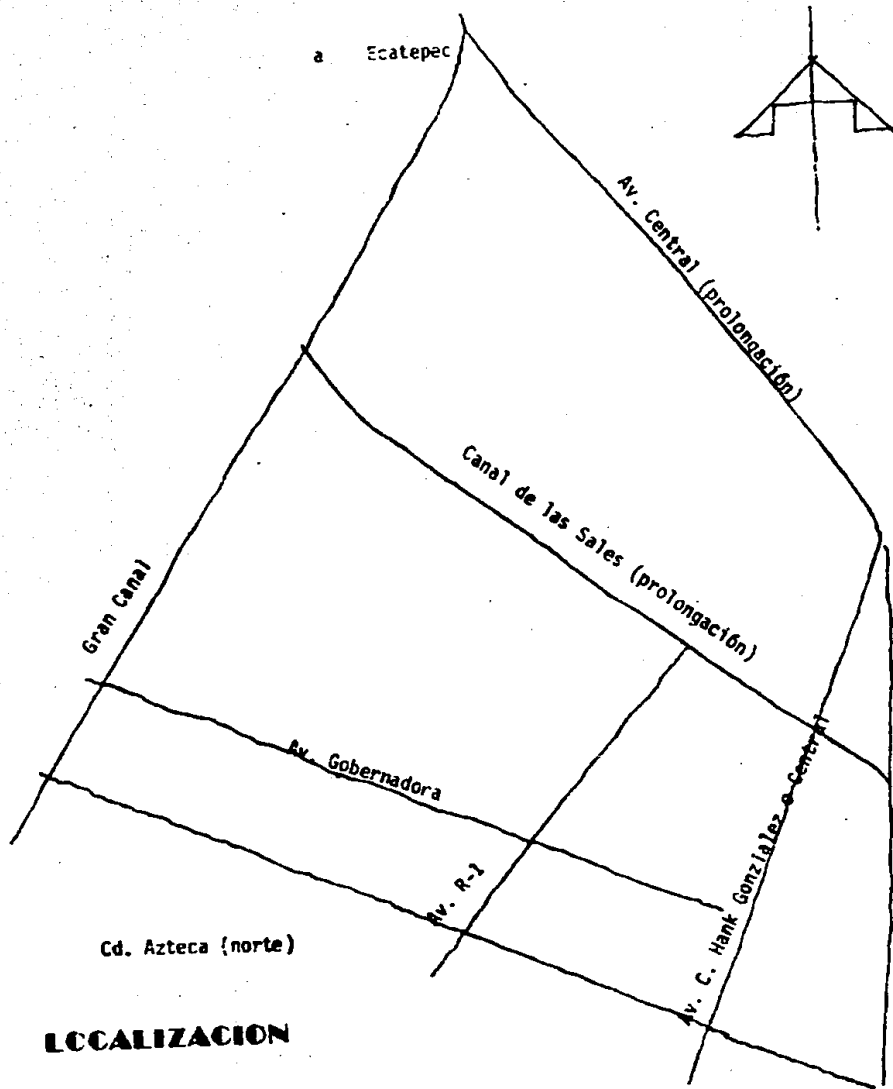 a Ecatepec
Av. Central (prolongación)
Canal de las Sales (prolongación)
Gran Canal
Av. Gobernadora
Av. R-1
Av. C. Hank Gonzialez o Central
Cd. Azteca (norte)
LOCALIZACION